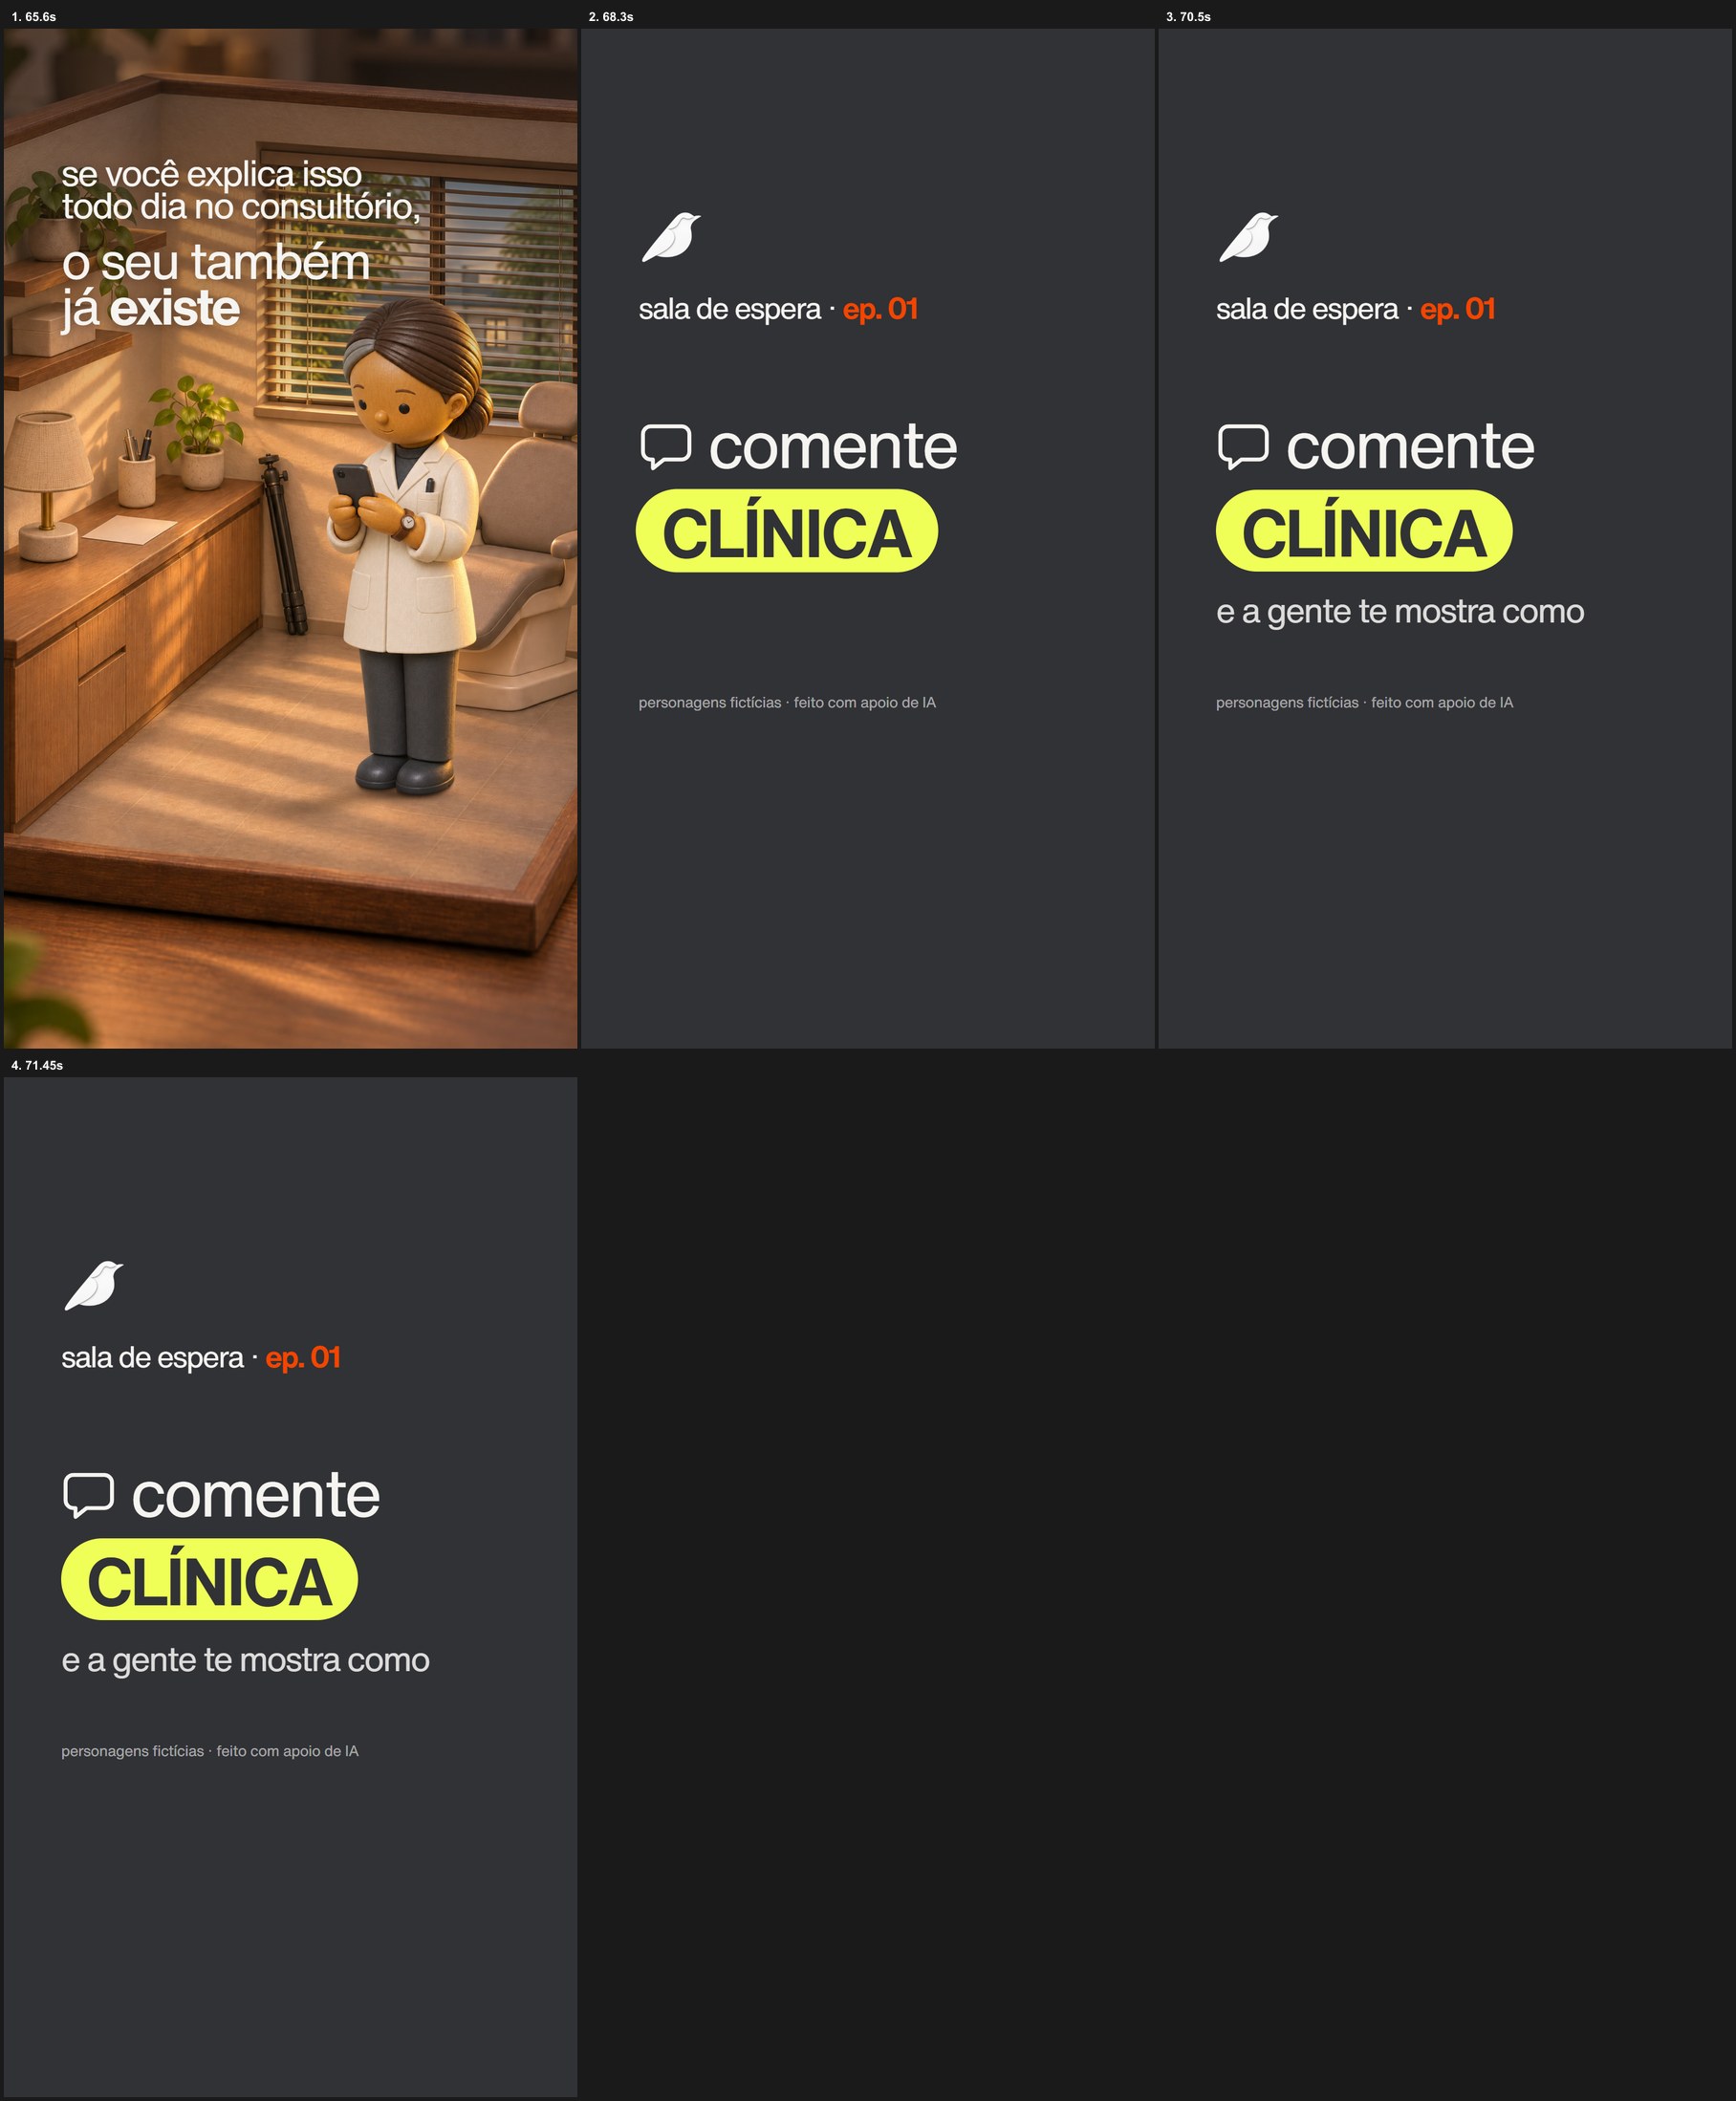 1. 65.6s
se você explica isso
todo dia no consultório,
o seu também
já existe
2. 68.3s
sala de espera · ep. 01
comente
CLÍNICA
personagens fictícias · feito com apoio de IA
3. 70.5s
sala de espera · ep. 01
comente
CLÍNICA
e a gente te mostra como
personagens fictícias · feito com apoio de IA
4. 71.45s
sala de espera · ep. 01
comente
CLÍNICA
e a gente te mostra como
personagens fictícias · feito com apoio de IA